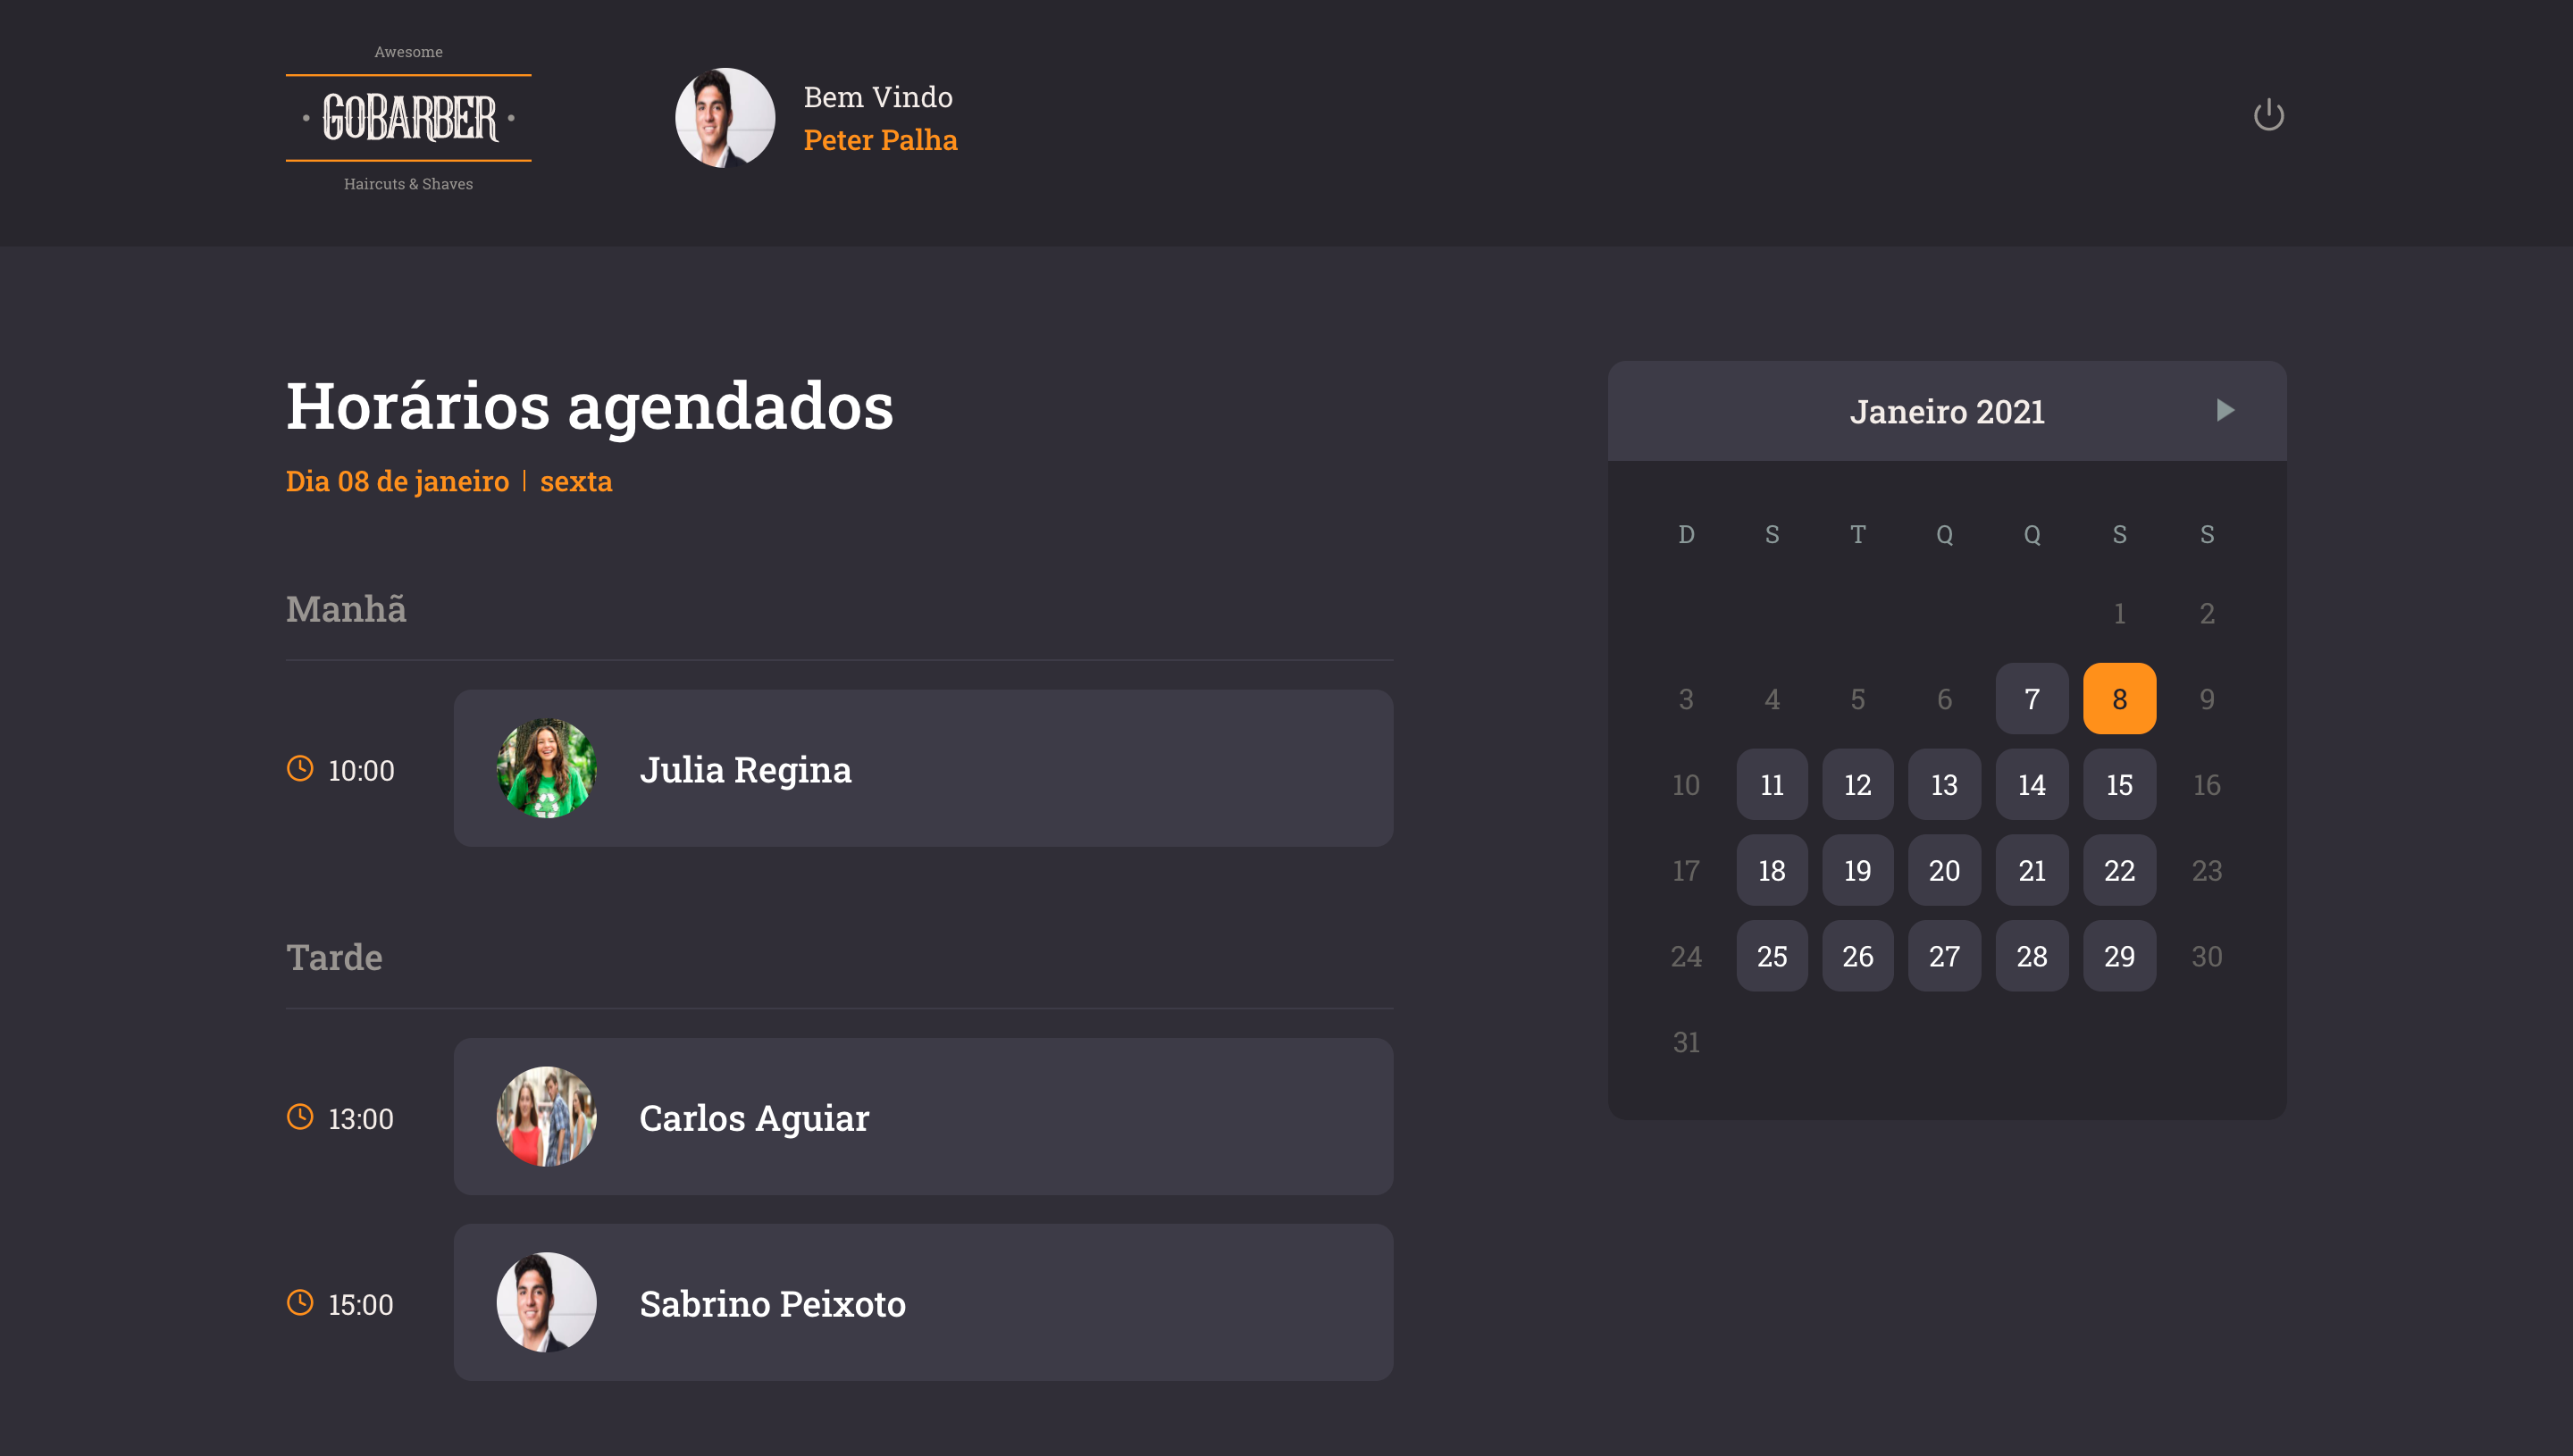 Awesome
· GOBARBER ·
Haircuts & Shaves
Bem Vindo
Peter Palha
Horários agendados
Dia 08 de janeiro | sexta
Manhã
10:00 Julia Regina
Tarde
13:00 Carlos Aguiar
15:00 Sabrino Peixoto
Janeiro 2021
D S T Q Q S S
1 2
3 4 5 6 7 8 9
10 11 12 13 14 15 16
17 18 19 20 21 22 23
24 25 26 27 28 29 30
31